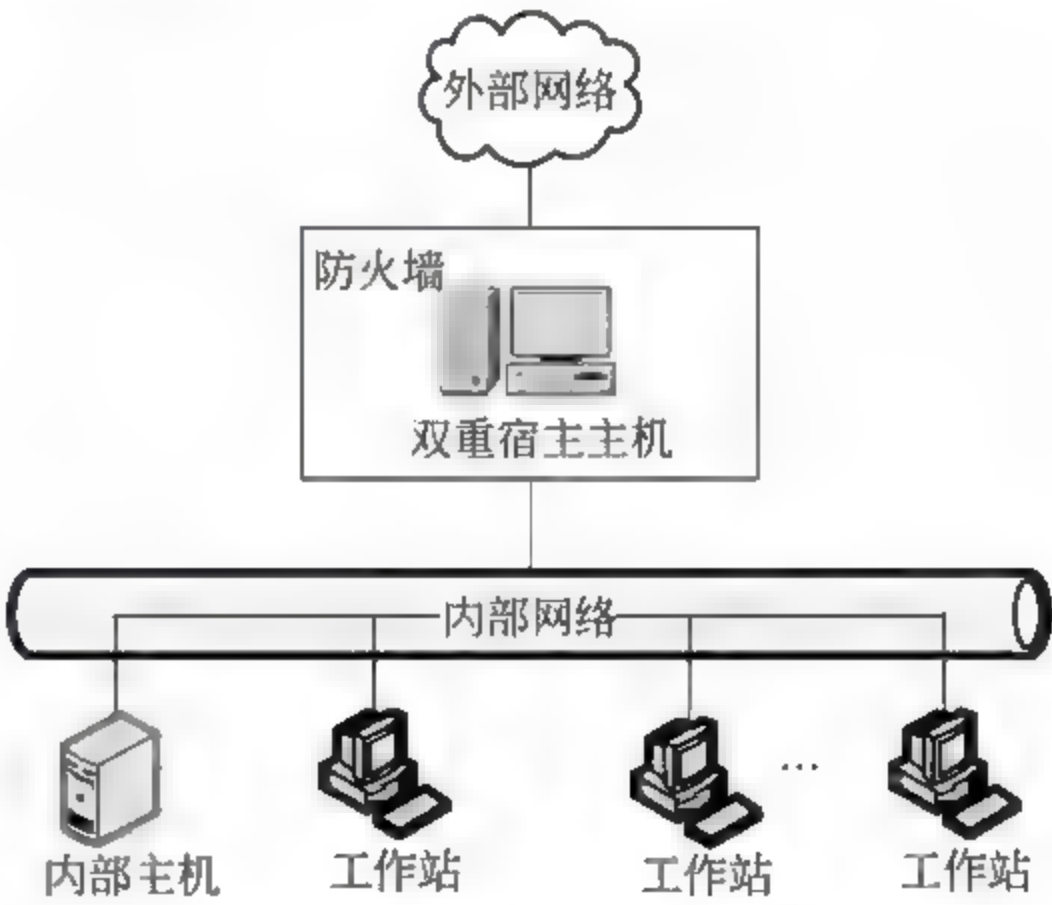 外部网络
防火墙
双重宿主主机
内部网络
...
内部主机
工作站
工作站
工作站